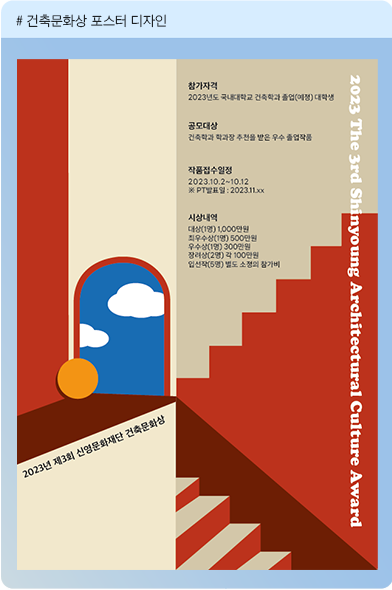 # 건축문화상 포스터 디자인
참가자격
2023년도 국내대학교 건축학과 졸업(예정) 대학생
공모대상
건축학과 학과장 추천을 받은 우수 졸업작품
작품접수일정
2023.10.2~10.12
※ PT발표일 : 2023.11.xx
시상내역
대상(1명) 1,000만원
최우수상(1명) 500만원
우수상(1명) 300만원
장려상(2명) 각 100만원
입선작(5명) 별도 소정의 참가비
2023 The 3rd Shinyoung Architectural Culture Award
2023년 제3회 신영문화재단 건축문화상